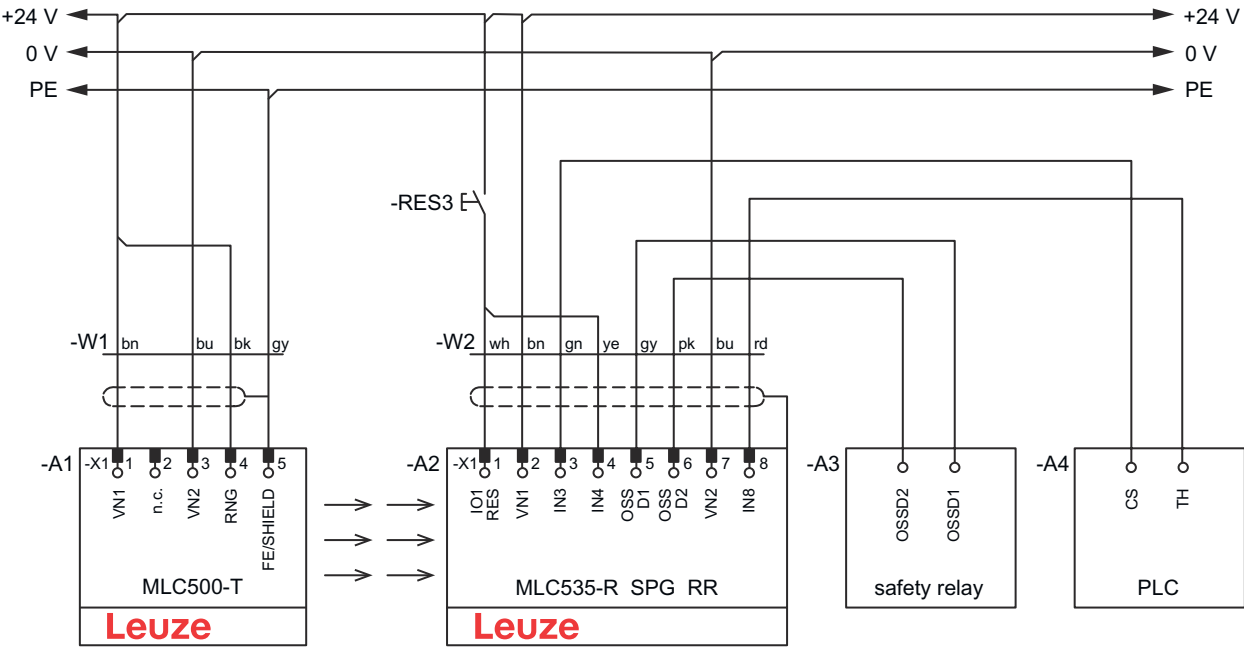 +24 V
+24 V
0 V
0 V
PE
PE
-RES3
-W1 bn bu bk gy
-W2 wh bn gn ye gy pk bu rd
-A1 -X1 1 2 3 4 5
VN1
n.c.
VN2
RNG
FE/SHIELD
MLC500-T
Leuze
-A2 -X1 1 2 3 4 5 6 7 8
IO1
RES
VN1
IN3
IN4
OSS
D1
OSS
D2
VN2
IN8
MLC535-R SPG RR
Leuze
-A3
OSSD2
OSSD1
safety relay
-A4
CS
TH
PLC